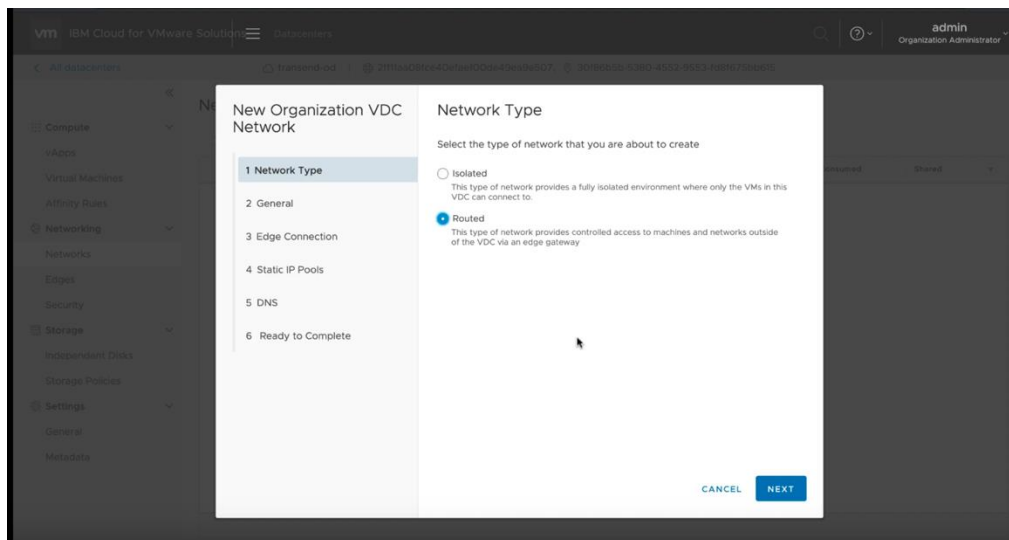 vm IBM Cloud for VMware Solutions Datacenters
admin
Organization Administrator
All datacenters
Compute
vApps
Virtual Machines
Affinity Rules
Networking
Networks
Edges
Security
Storage
Independent Disks
Storage Policies
Settings
General
Metadata
Shared
New Organization VDC
Network
1 Network Type
2 General
3 Edge Connection
4 Static IP Pools
5 DNS
6 Ready to Complete
Network Type
Select the type of network that you are about to create
Isolated
This type of network provides a fully isolated environment where only the VMs in this
VDC can connect to.
Routed
This type of network provides controlled access to machines and networks outside
of the VDC via an edge gateway
CANCEL NEXT